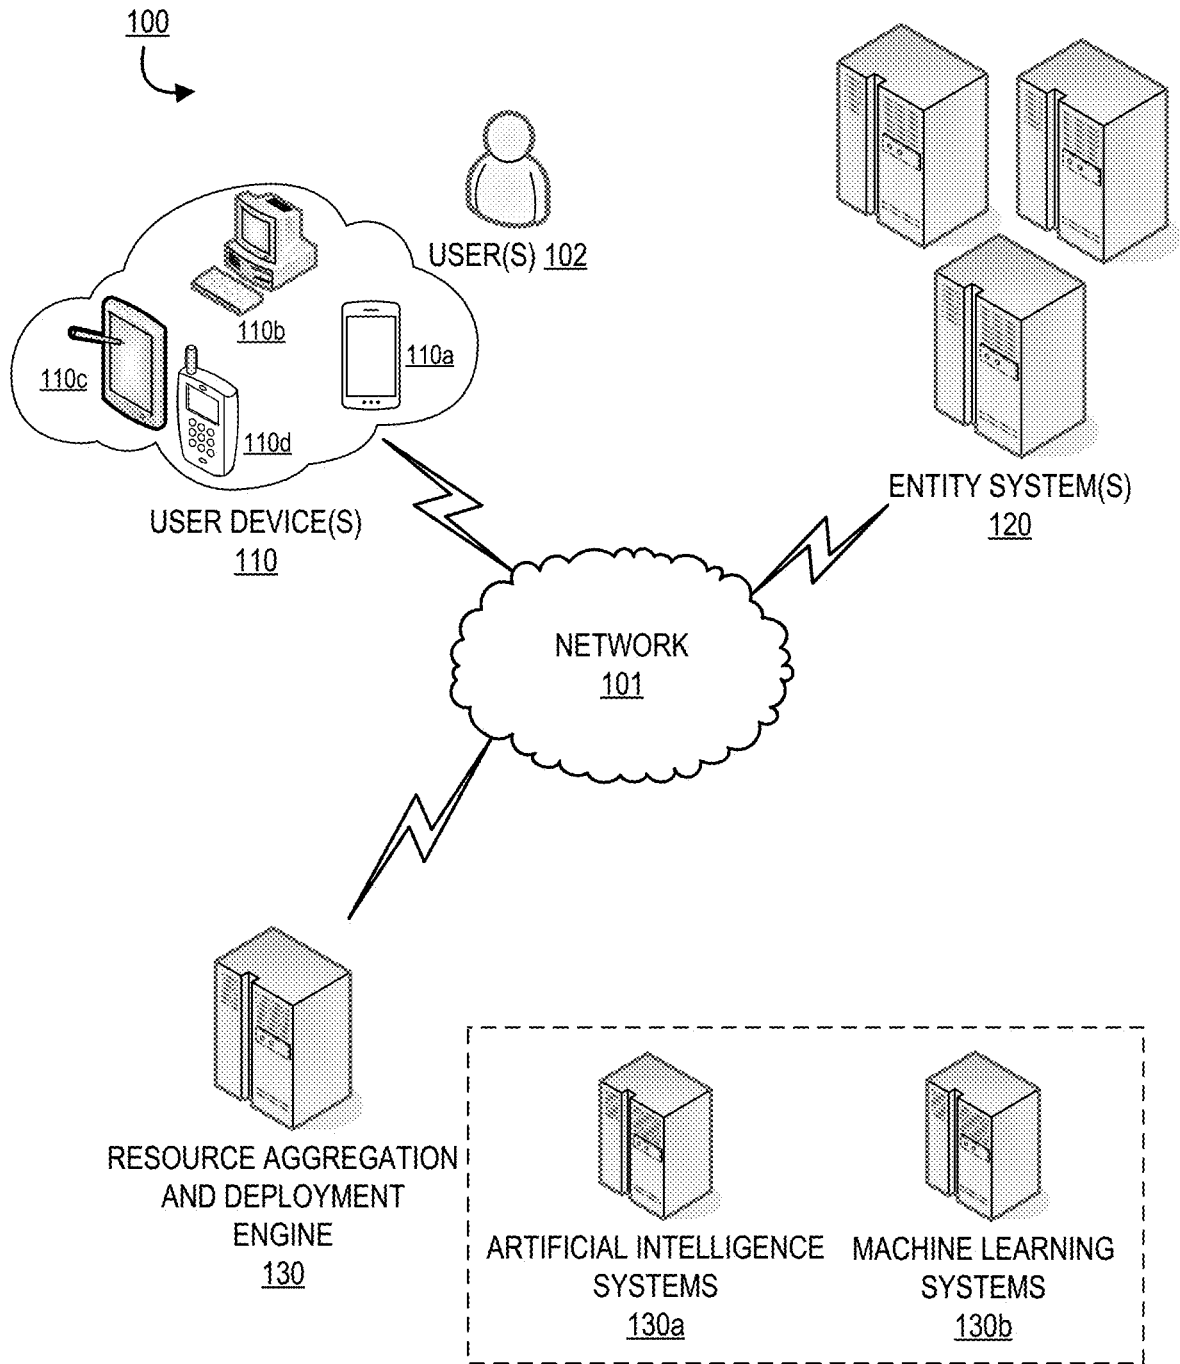 100
USER(S) 102
110b
110a
110c
110d
USER DEVICE(S)
110
ENTITY SYSTEM(S)
120
NETWORK
101
RESOURCE AGGREGATION
AND DEPLOYMENT
ENGINE
130
ARTIFICIAL INTELLIGENCE
SYSTEMS
130a
MACHINE LEARNING
SYSTEMS
130b